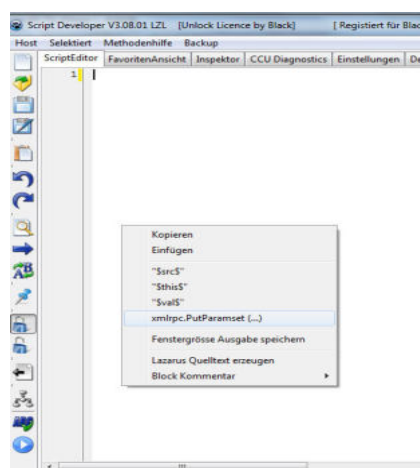 Script Developer V3.08.01 LZL [Unlock Licence by Black] [ Registiert für Blac
Host Selektiert Methodenhilfe Backup
ScriptEditor FavoritenAnsicht Inspektor CCU Diagnostics Einstellungen De
1
Kopieren
Einfügen
"$src$"
"$this$"
"$val$"
xmlrpc.PutParamset (...)
Fenstergrösse Ausgabe speichern
Lazarus Quelltext erzeugen
Block Kommentar